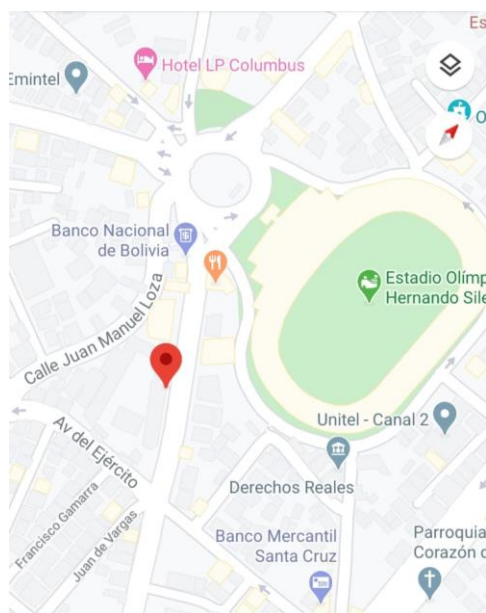 Es
Hotel LP Columbus
Emintel
O
Banco Nacional
de Bolivia
Estadio Olímp
Hernando Sile
Calle Juan Manuel Loza
Unitel - Canal 2
Av del Ejército
Derechos Reales
Francisco Gamarra
Juan de Vargas
Banco Mercantil
Santa Cruz
Parroquia
Corazón d